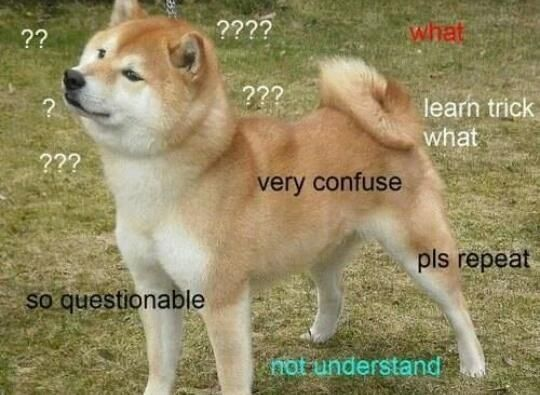 ??
????
what
?
???
learn trick
what
???
very confuse
pls repeat
so questionable
not understand